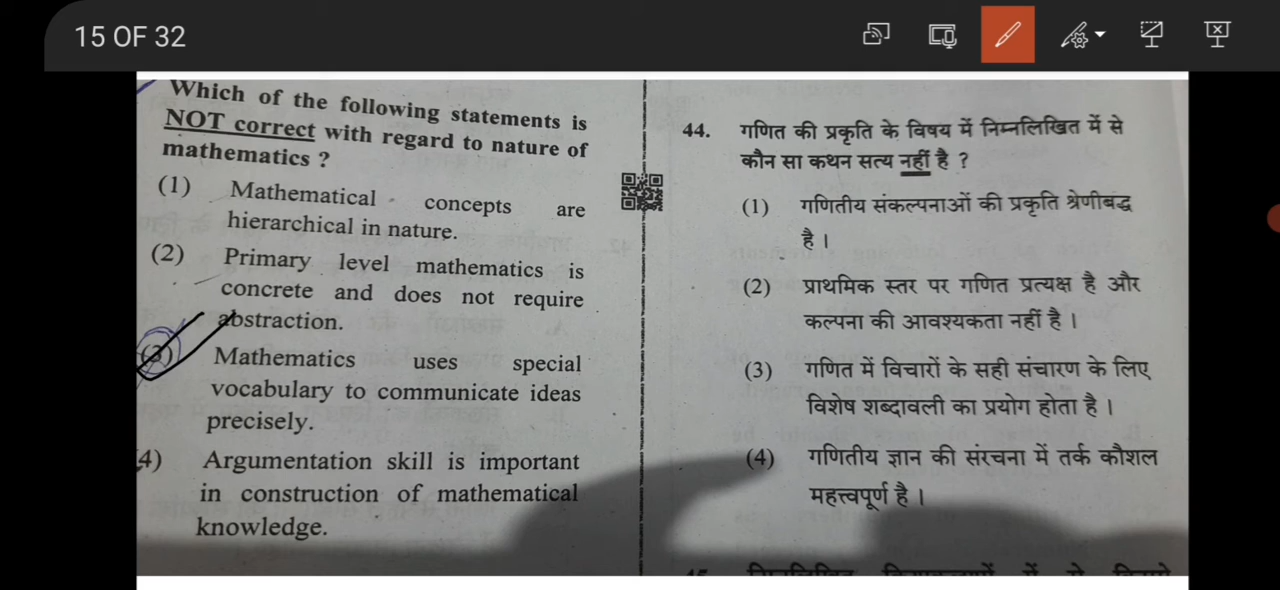 15 OF 32
Which of the following statements is
NOT correct with regard to nature of
mathematics ?
(1) Mathematical concepts are
hierarchical in nature.
(2) Primary level mathematics is
concrete and does not require
abstraction.
(3) Mathematics uses special
vocabulary to communicate ideas
precisely.
4) Argumentation skill is important
in construction of mathematical
knowledge.
44. गणित की प्रकृति के विषय में निम्नलिखित में से
कौन सा कथन सत्य नहीं है ?
(1) गणितीय संकल्पनाओं की प्रकृति श्रेणीबद्ध
है ।
(2) प्राथमिक स्तर पर गणित प्रत्यक्ष है और
कल्पना की आवश्यकता नहीं है ।
(3) गणित में विचारों के सही संचारण के लिए
विशेष शब्दावली का प्रयोग होता है ।
(4) गणितीय ज्ञान की संरचना में तर्क कौशल
महत्त्वपूर्ण है ।